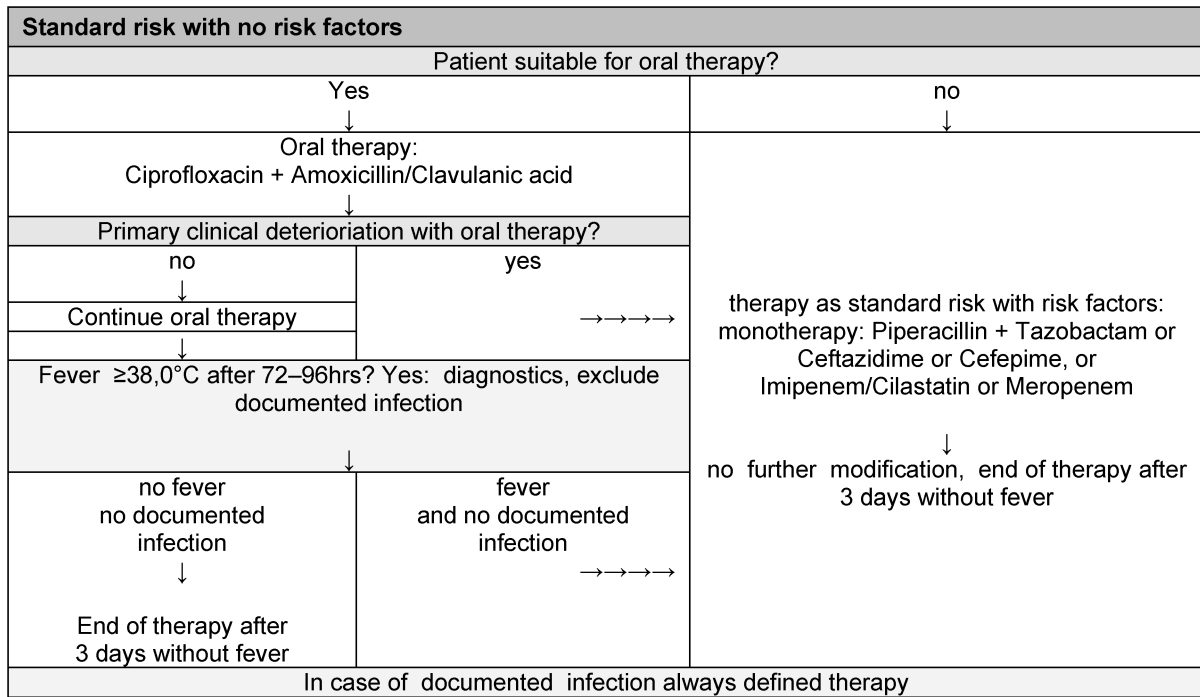 Standard risk with no risk factors
Patient suitable for oral therapy?
Yes
↓
no
↓
Oral therapy:
Ciprofloxacin + Amoxicillin/Clavulanic acid
↓
Primary clinical deterioriation with oral therapy?
no
↓
yes
Continue oral therapy
→→→→
↓
Fever ≥38,0°C after 72–96hrs? Yes: diagnostics, exclude
documented infection
↓
no fever
no documented
infection
↓
End of therapy after
3 days without fever
fever
and no documented
infection
→→→→
therapy as standard risk with risk factors:
monotherapy: Piperacillin + Tazobactam or
Ceftazidime or Cefepime, or
Imipenem/Cilastatin or Meropenem
↓
no further modification, end of therapy after
3 days without fever
In case of documented infection always defined therapy